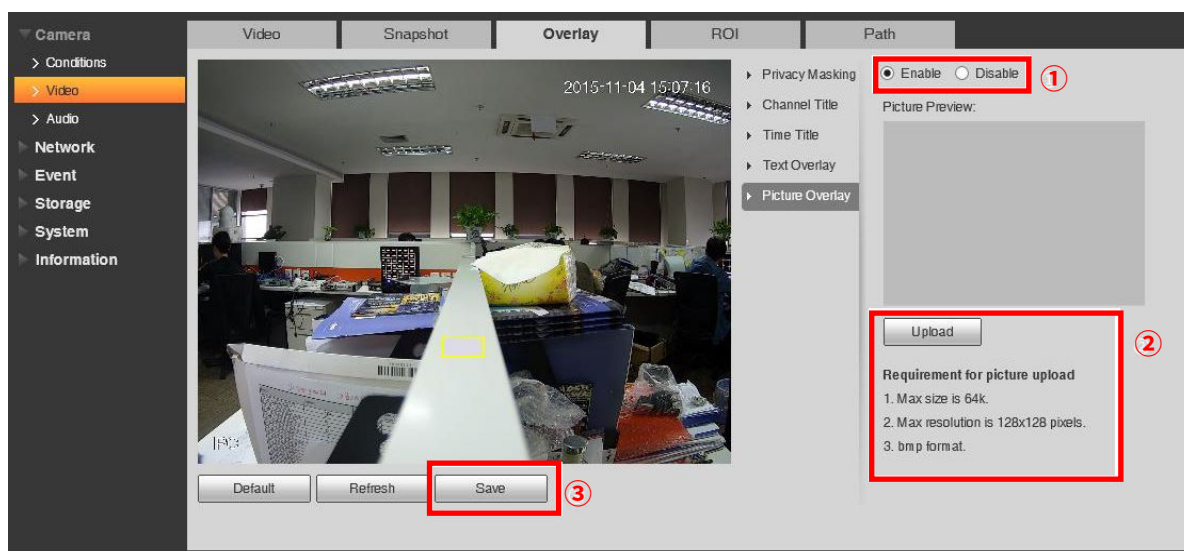 Camera
> Conditions
> Video
> Audio
Network
Event
Storage
System
Information
Video
Snapshot
Overlay
ROI
Path
2015-11-04 15:07:16
IPC
Default
Refresh
Save
③
Privacy Masking
Channel Title
Time Title
Text Overlay
Picture Overlay
Enable
Disable
①
Picture Preview:
Upload
②
Requirement for picture upload
1. Max size is 64k.
2. Max resolution is 128x128 pixels.
3. bmp format.